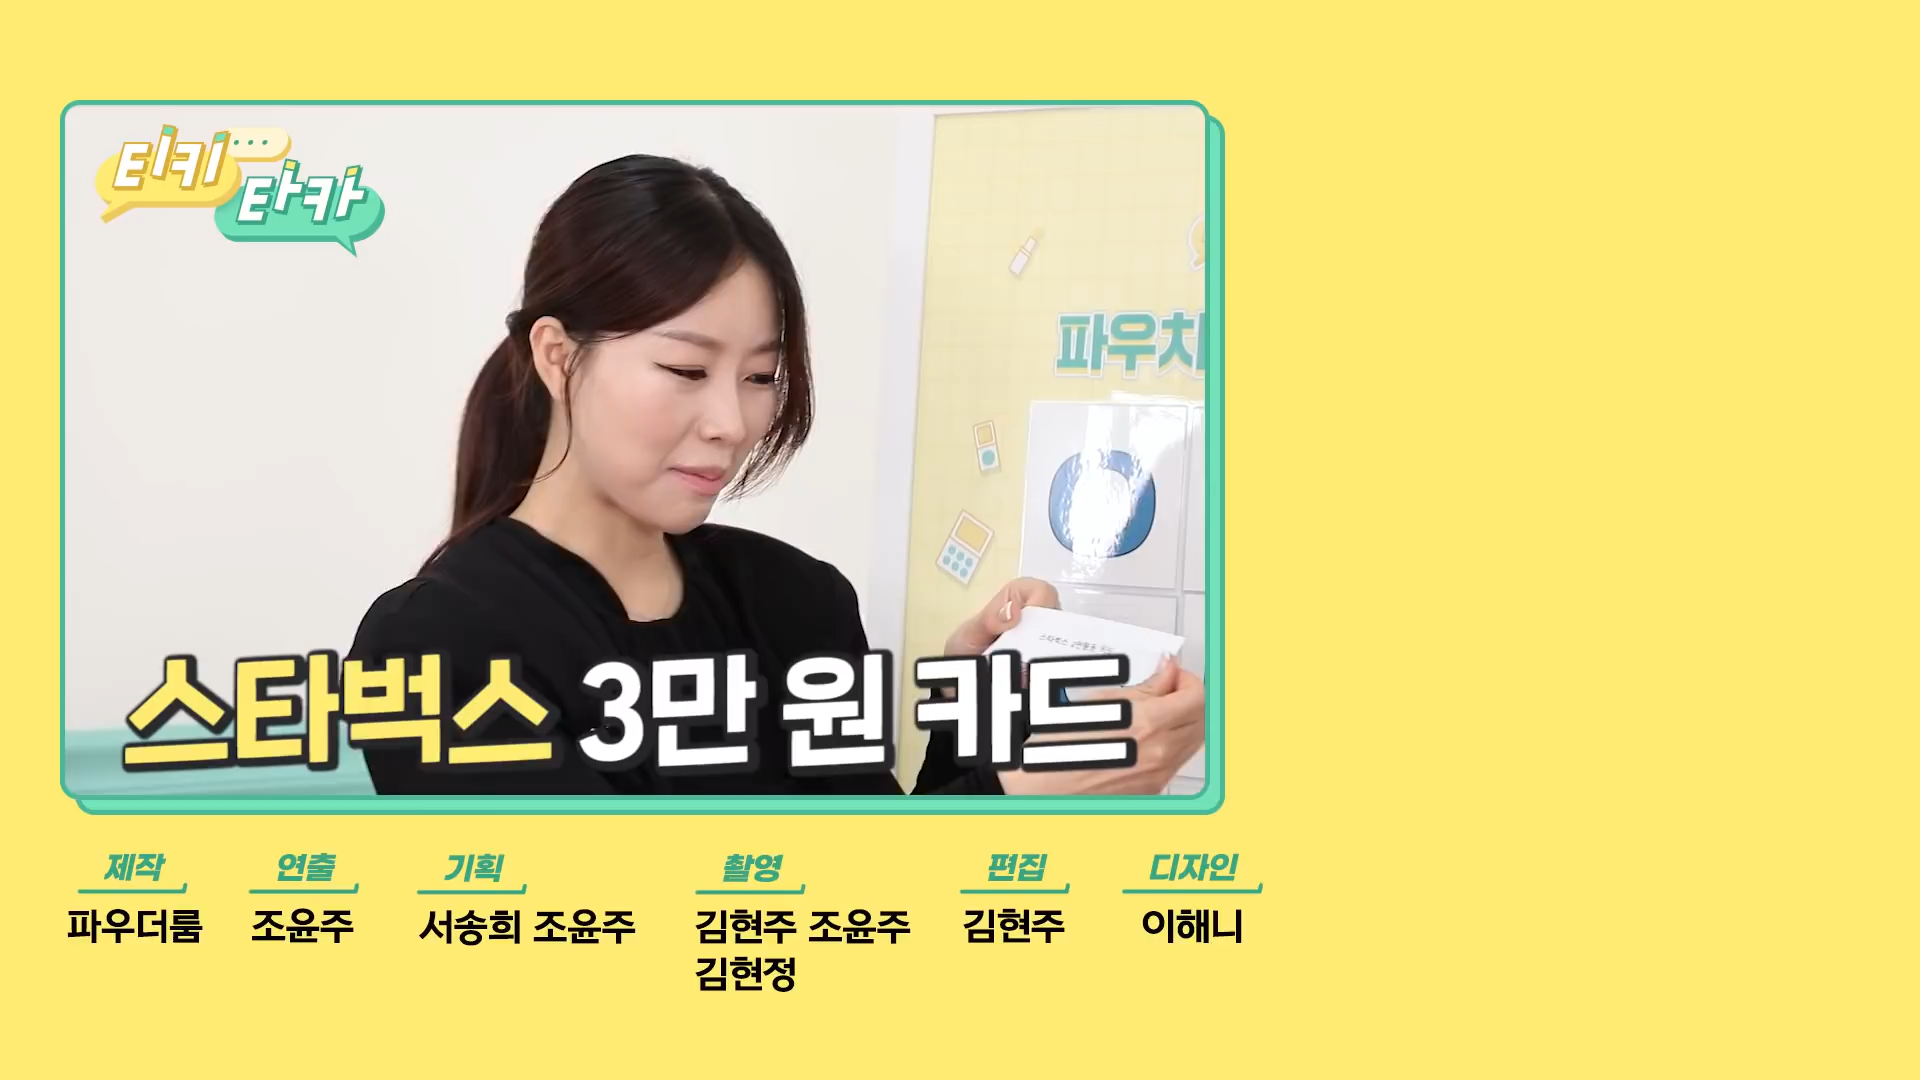 티키
타카
파우치
스타벅스 3만 원 카드
제작
파우더룸
연출
조윤주
기획
서송희 조윤주
촬영
김현주 조윤주
김현정
편집
김현주
디자인
이해니